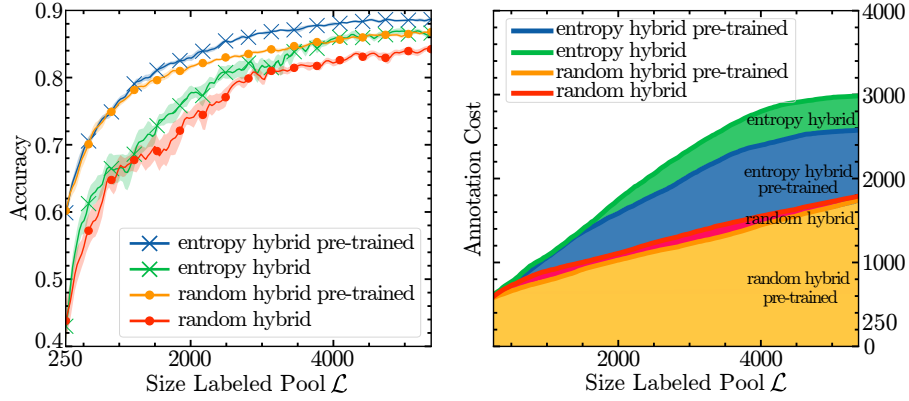 0.9
0.8
0.7
0.6
0.5
0.4
Accuracy
250
2000
4000
Size Labeled Pool ℒ
entropy hybrid pre-trained
entropy hybrid
random hybrid pre-trained
random hybrid
entropy hybrid pre-trained
entropy hybrid
random hybrid pre-trained
random hybrid
Annotation Cost
entropy hybrid
entropy hybrid
pre-trained
random hybrid
random hybrid
pre-trained
4000
3000
2000
1000
250
0
2000
4000
Size Labeled Pool ℒ